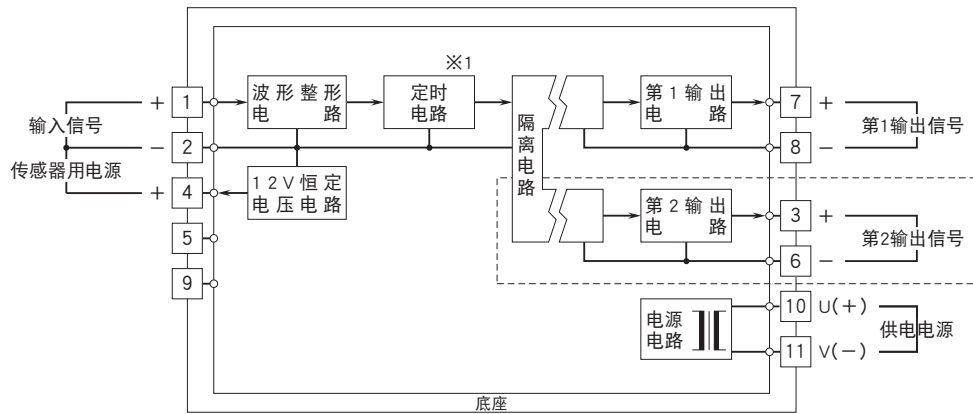 ※1
1
波形整形
电路
定时
电路
隔离电路
第1输出
电路
7
+
8
−
第1输出信号
+
输入信号
−
2
传感器用电源
+
4
12V恒定
电压电路
5
9
第2输出
电路
3
+
6
−
第2输出信号
电源
电路
10
U(+)
11
V(−)
供电电源
底座